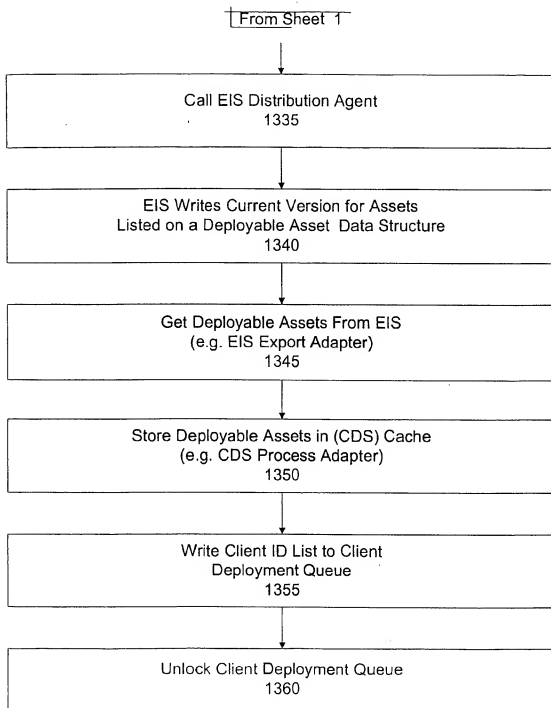 From Sheet 1
Call EIS Distribution Agent
1335
EIS Writes Current Version for Assets
Listed on a Deployable Asset Data Structure
1340
Get Deployable Assets From EIS
(e.g. EIS Export Adapter)
1345
Store Deployable Assets in (CDS) Cache
(e.g. CDS Process Adapter)
1350
Write Client ID List to Client
Deployment Queue
1355
Unlock Client Deployment Queue
1360